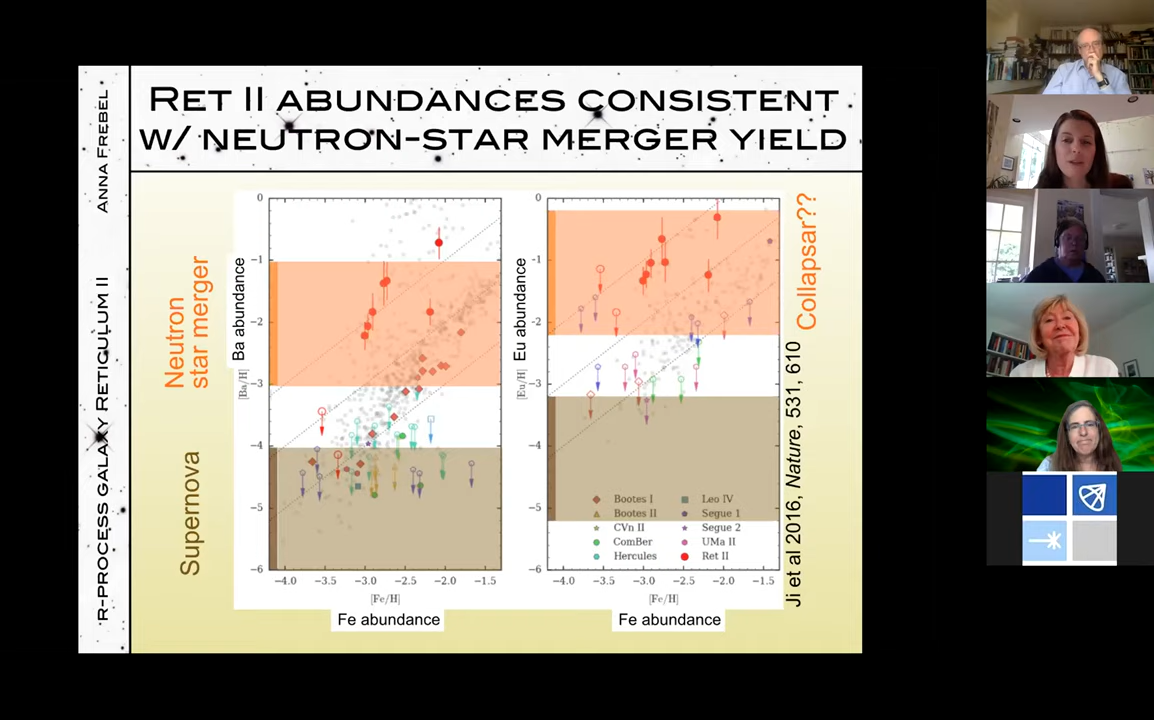 RET II ABUNDANCES CONSISTENT
W/ NEUTRON-STAR MERGER YIELD
ANNA FREBEL
R-PROCESS GALAXY RETICULUM II
Neutron
star merger
Supernova
Ba abundance
[Ba/H]
0
−1
−2
−3
−4
−5
−6
−4.0 −3.5 −3.0 −2.5 −2.0 −1.5
[Fe/H]
Fe abundance
Eu abundance
[Eu/H]
0
−1
−2
−3
−4
−5
−6
Bootes I Leo IV
Bootes II Segue 1
CVn II Segue 2
ComBer UMa II
Hercules Ret II
−4.0 −3.5 −3.0 −2.5 −2.0 −1.5
[Fe/H]
Fe abundance
Collapsar??
Ji et al 2016, Nature, 531, 610